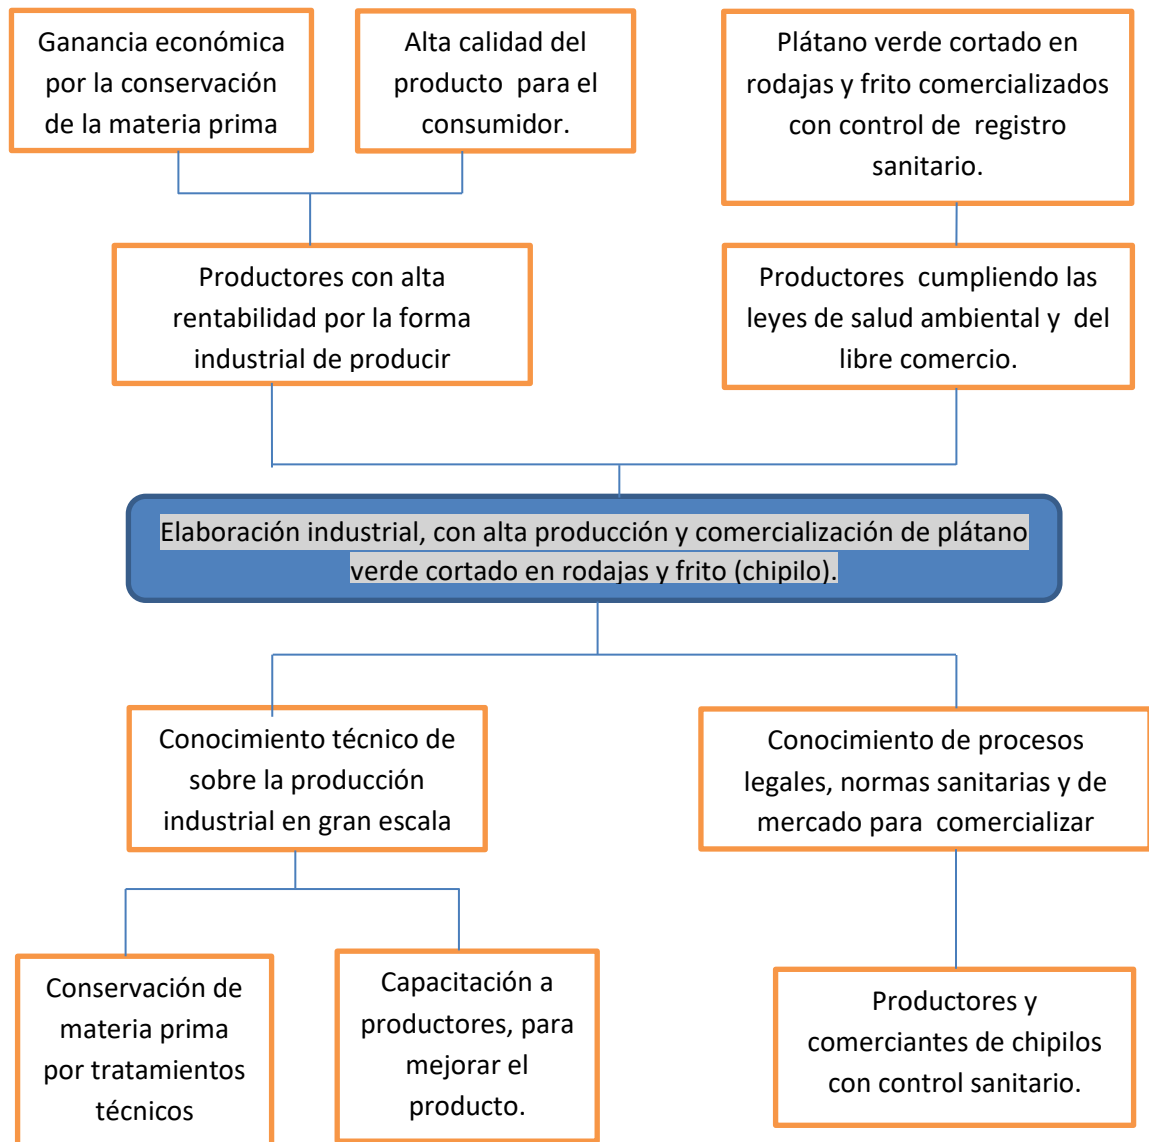 Ganancia económica
por la conservación
de la materia prima
Alta calidad del
producto para el
consumidor.
Plátano verde cortado en
rodajas y frito comercializados
con control de registro
sanitario.
Productores con alta
rentabilidad por la forma
industrial de producir
Productores cumpliendo las
leyes de salud ambiental y del
libre comercio.
Elaboración industrial, con alta producción y comercialización de plátano
verde cortado en rodajas y frito (chipilo).
Conocimiento técnico de
sobre la producción
industrial en gran escala
Conocimiento de procesos
legales, normas sanitarias y de
mercado para comercializar
Conservación de
materia prima
por tratamientos
técnicos
Capacitación a
productores, para
mejorar el
producto.
Productores y
comerciantes de chipilos
con control sanitario.